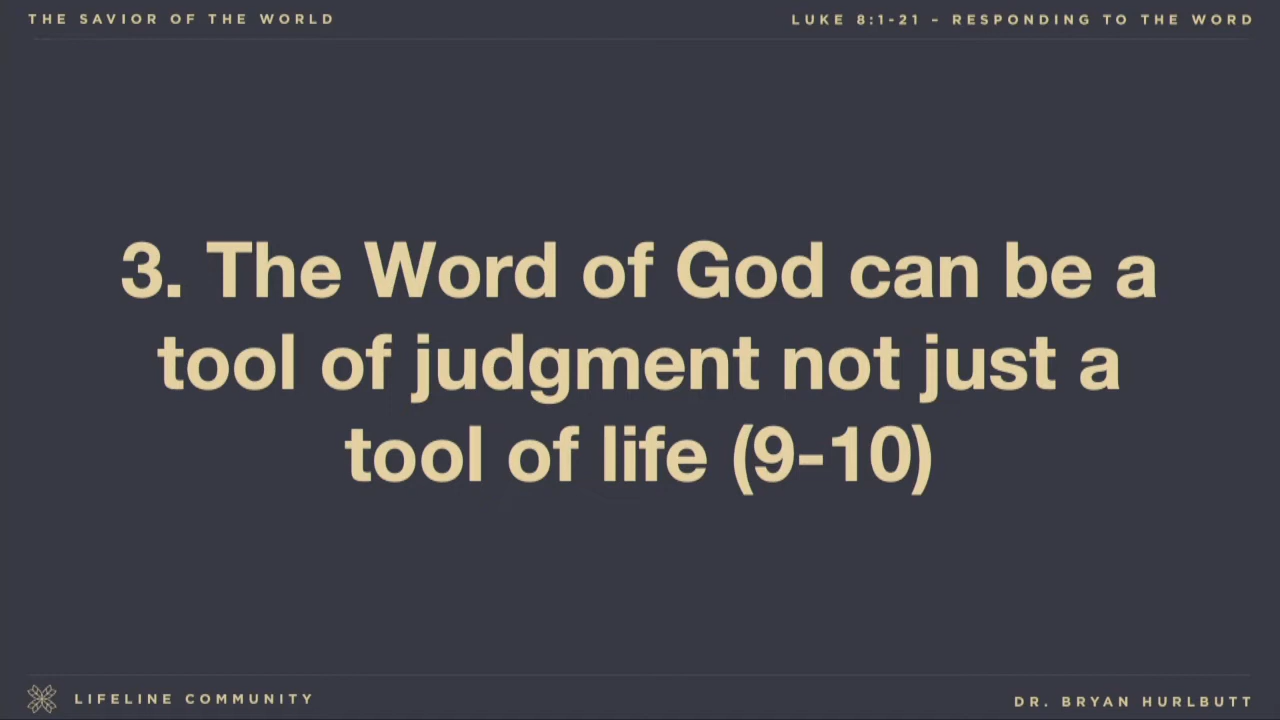 THE SAVIOR OF THE WORLD
LUKE 8:1-21 – RESPONDING TO THE WORD
3. The Word of God can be a
tool of judgment not just a
tool of life (9-10)
LIFELINE COMMUNITY
DR. BRYAN HURLBUTT